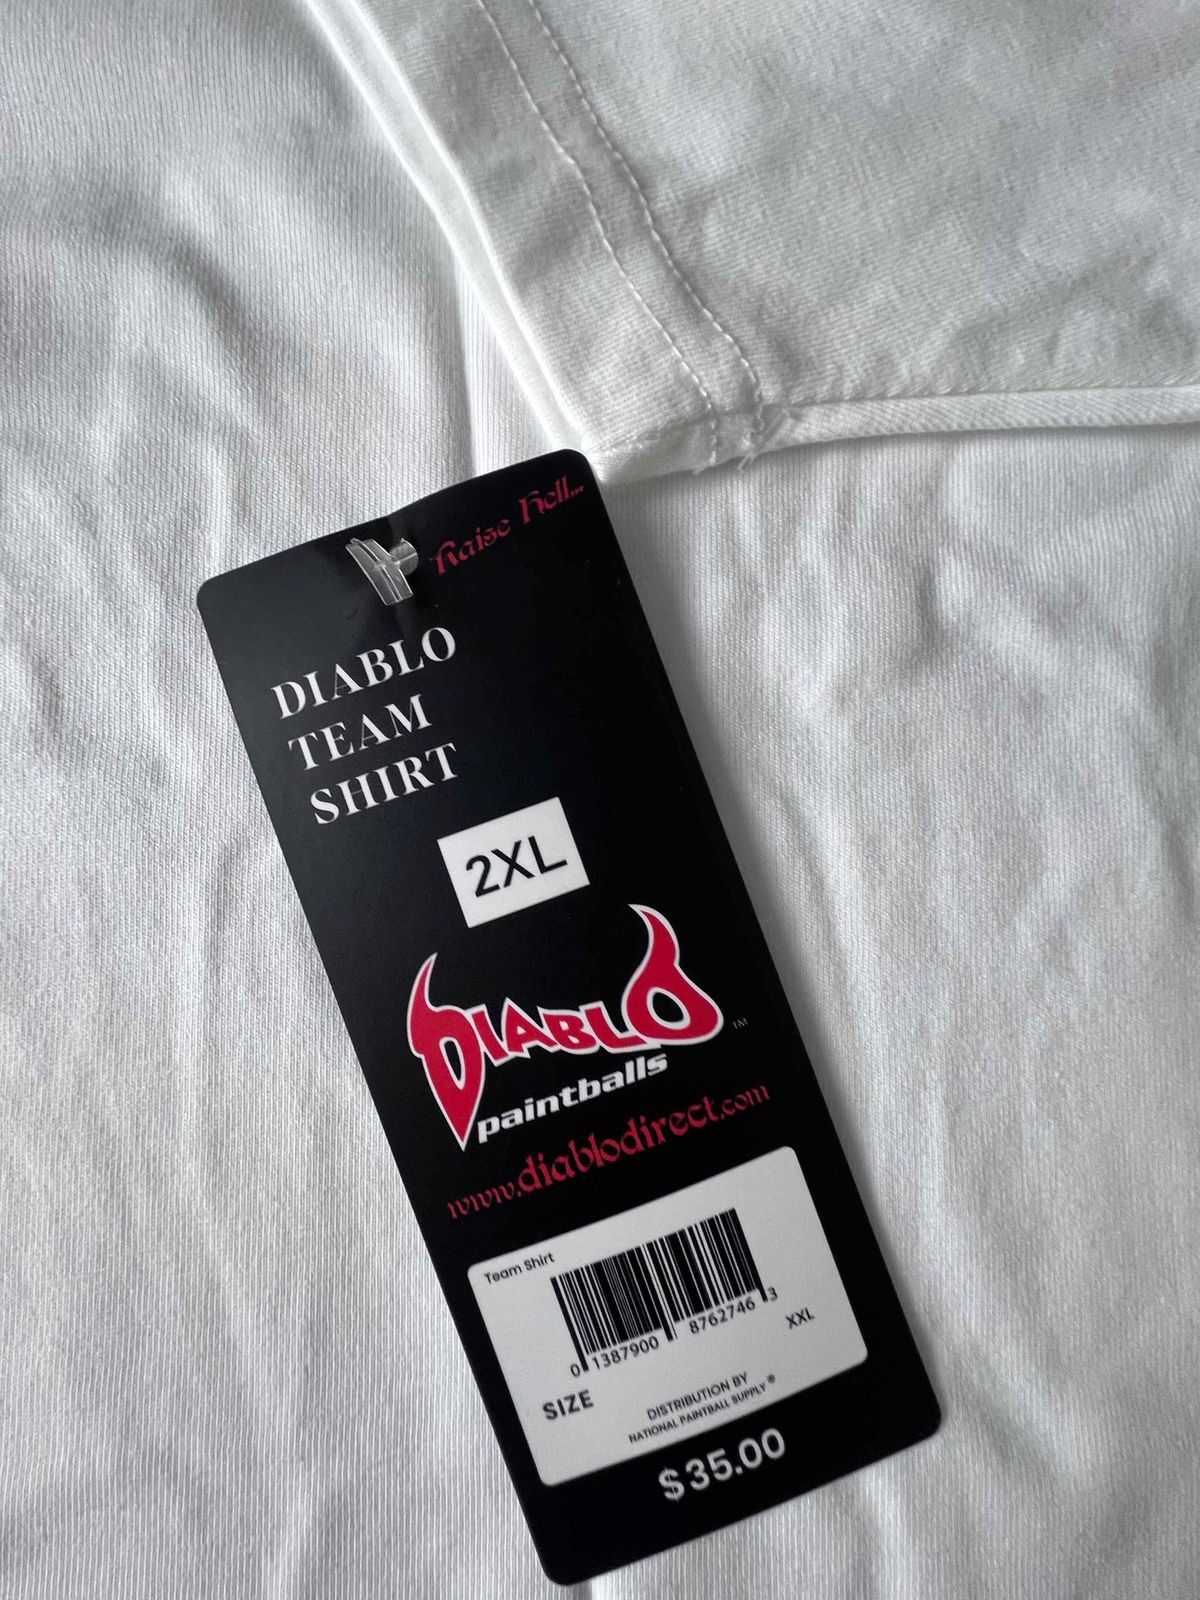 Raise Hell...
DIABLO
TEAM
SHIRT
2XL
DIABLO ™
paintballs
www.diablodirect.com
Team Shirt
0 1387900 8762746 3
XXL
SIZE
DISTRIBUTION BY
NATIONAL PAINTBALL SUPPLY ®
$35.00